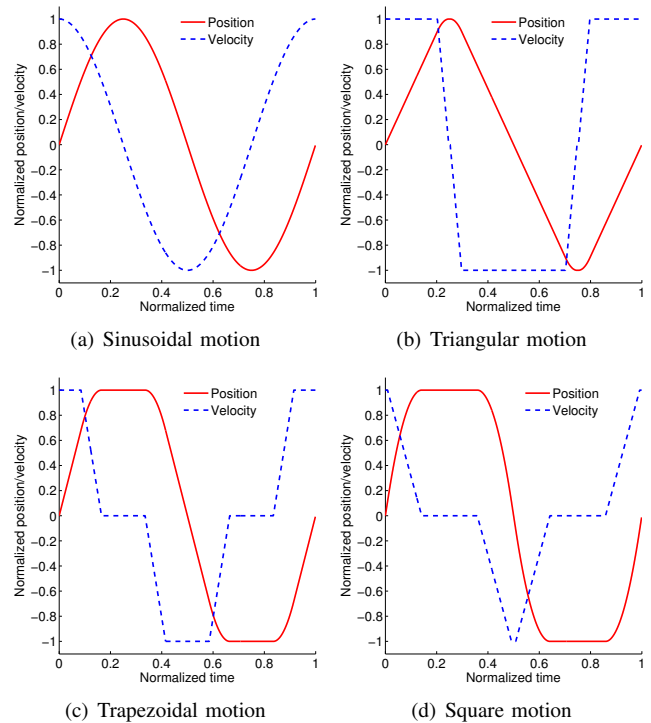 Position
Velocity
Normalized position/velocity
1
0.8
0.6
0.4
0.2
0
−0.2
−0.4
−0.6
−0.8
−1
0 0.2 0.4 0.6 0.8 1
Normalized time
(a) Sinusoidal motion
Position
Velocity
Normalized position/velocity
1
0.8
0.6
0.4
0.2
0
−0.2
−0.4
−0.6
−0.8
−1
0 0.2 0.4 0.6 0.8 1
Normalized time
(b) Triangular motion
Position
Velocity
Normalized position/velocity
1
0.8
0.6
0.4
0.2
0
−0.2
−0.4
−0.6
−0.8
−1
0 0.2 0.4 0.6 0.8 1
Normalized time
(c) Trapezoidal motion
Position
Velocity
Normalized position/velocity
1
0.8
0.6
0.4
0.2
0
−0.2
−0.4
−0.6
−0.8
−1
0 0.2 0.4 0.6 0.8 1
Normalized time
(d) Square motion